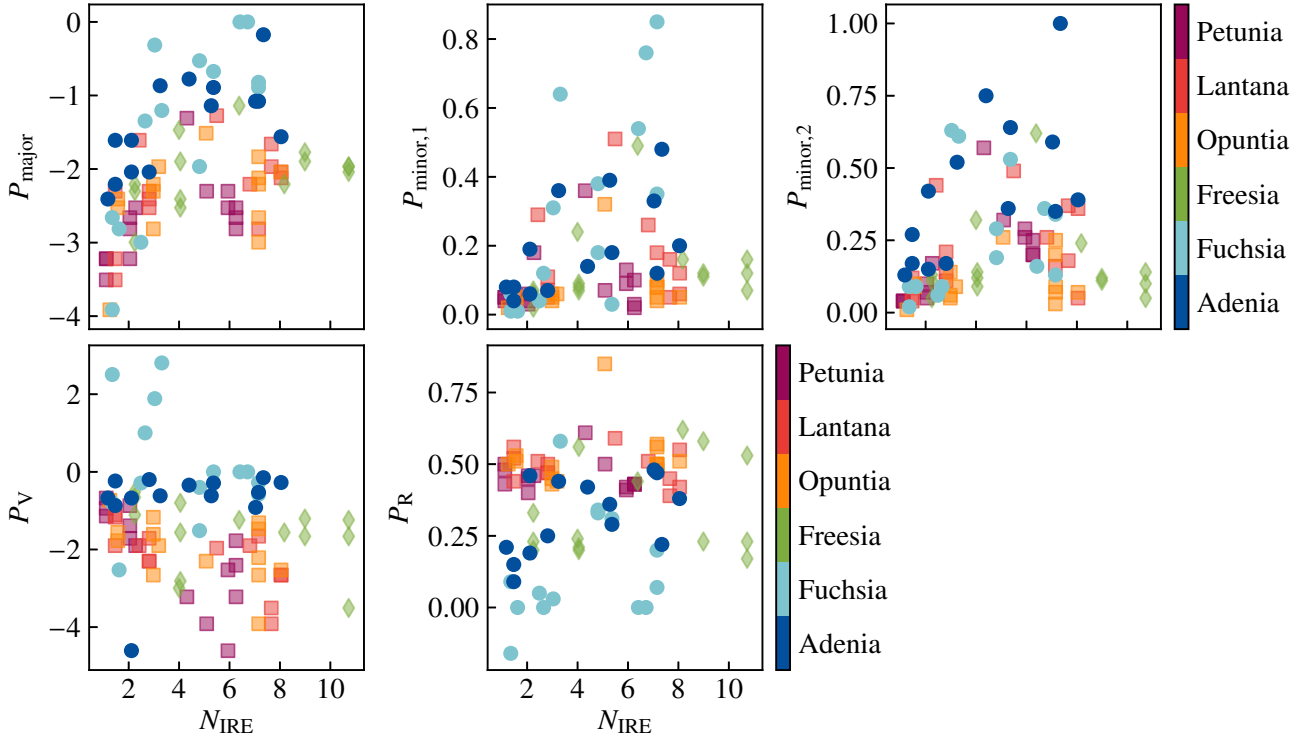 0
−1
−2
−3
−4
P_major
0.8
0.6
0.4
0.2
0.0
P_minor,1
1.00
0.75
0.50
0.25
0.00
P_minor,2
Petunia
Lantana
Opuntia
Freesia
Fuchsia
Adenia
2
0
−2
−4
P_V
2 4 6 8 10
N_IRE
0.75
0.50
0.25
0.00
P_R
2 4 6 8 10
N_IRE
Petunia
Lantana
Opuntia
Freesia
Fuchsia
Adenia